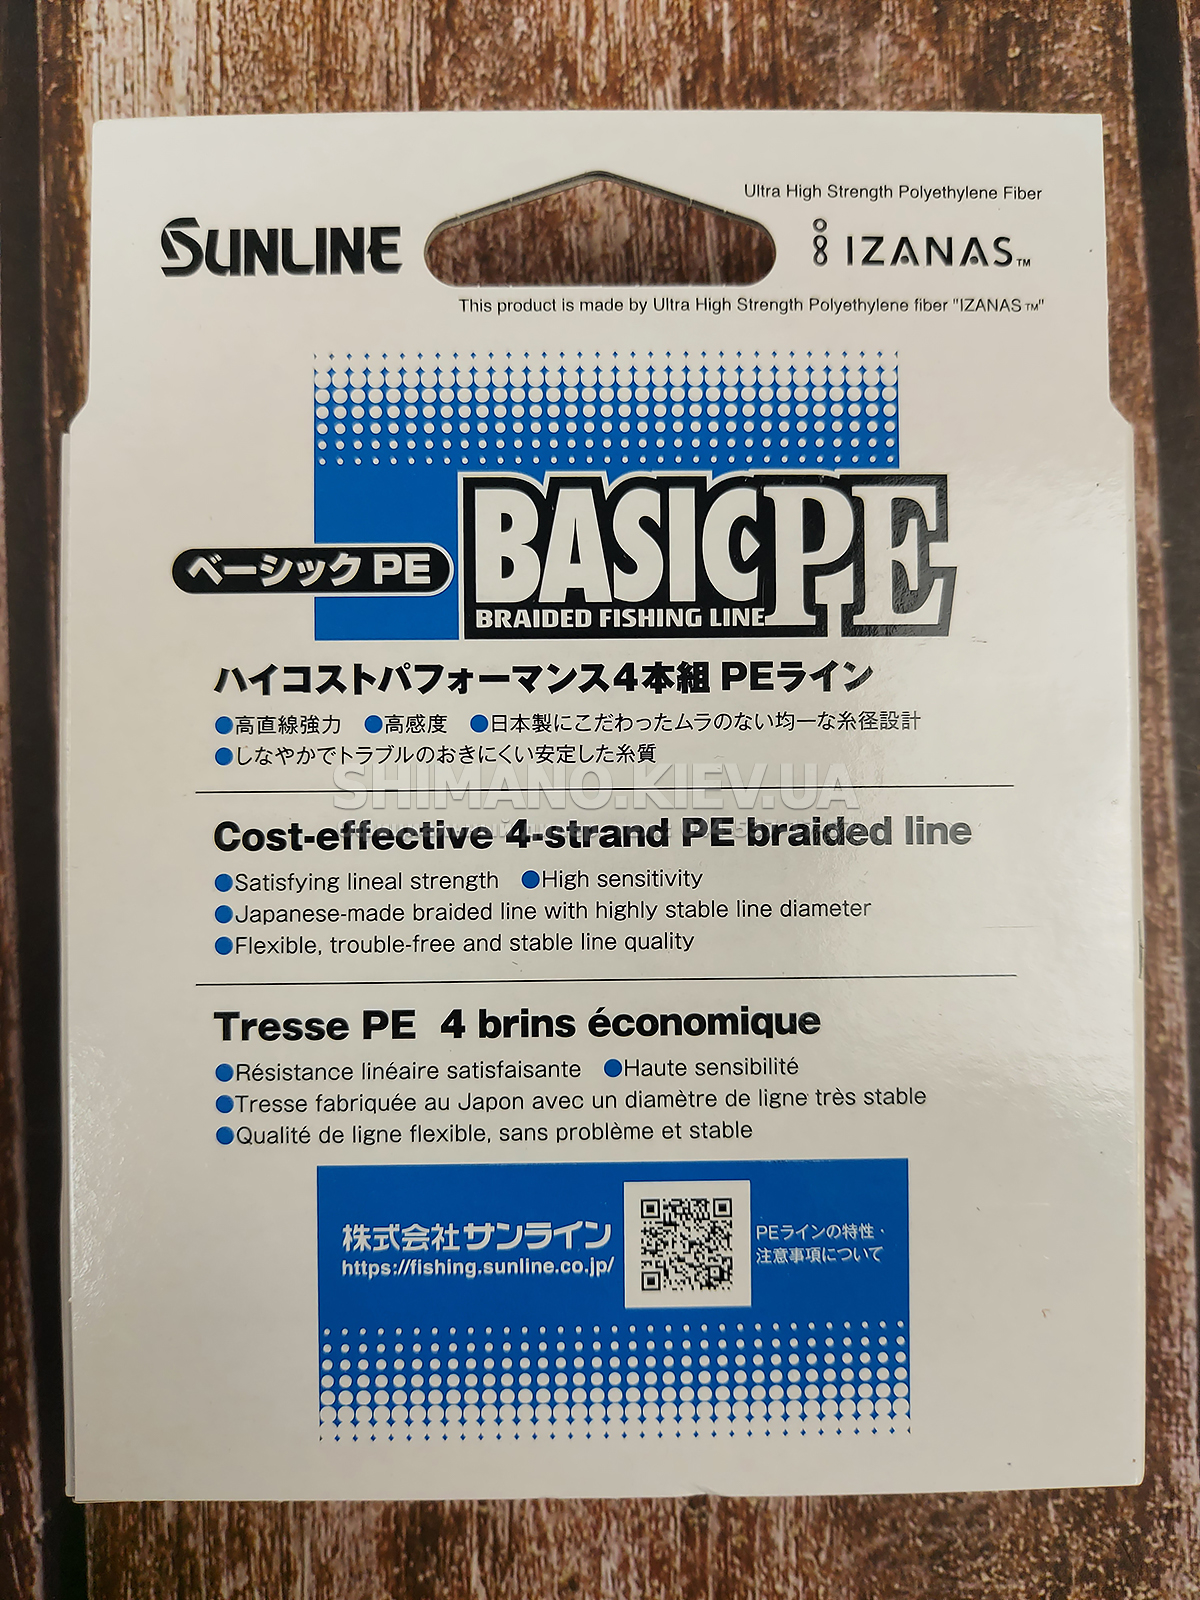 Ultra High Strength Polyethylene Fiber
SUNLINE
IZANAS™
This product is made by Ultra High Strength Polyethylene fiber "IZANAS™"
BASIC PE
ベーシック PE
BRAIDED FISHING LINE
ハイコストパフォーマンス4本組 PEライン
●高直線強力 ●高感度 ●日本製にこだわったムラのない均一な糸径設計
●しなやかでトラブルのおきにくい安定した糸質
SHIMANO.KIEV.UA
Cost-effective 4-strand PE braided line
●Satisfying lineal strength ●High sensitivity
●Japanese-made braided line with highly stable line diameter
●Flexible, trouble-free and stable line quality
Tresse PE 4 brins économique
●Résistance linéaire satisfaisante ●Haute sensibilité
●Tresse fabriquée au Japon avec un diamètre de ligne très stable
●Qualité de ligne flexible, sans problème et stable
株式会社サンライン
https://fishing.sunline.co.jp/
PEラインの特性・
注意事項について